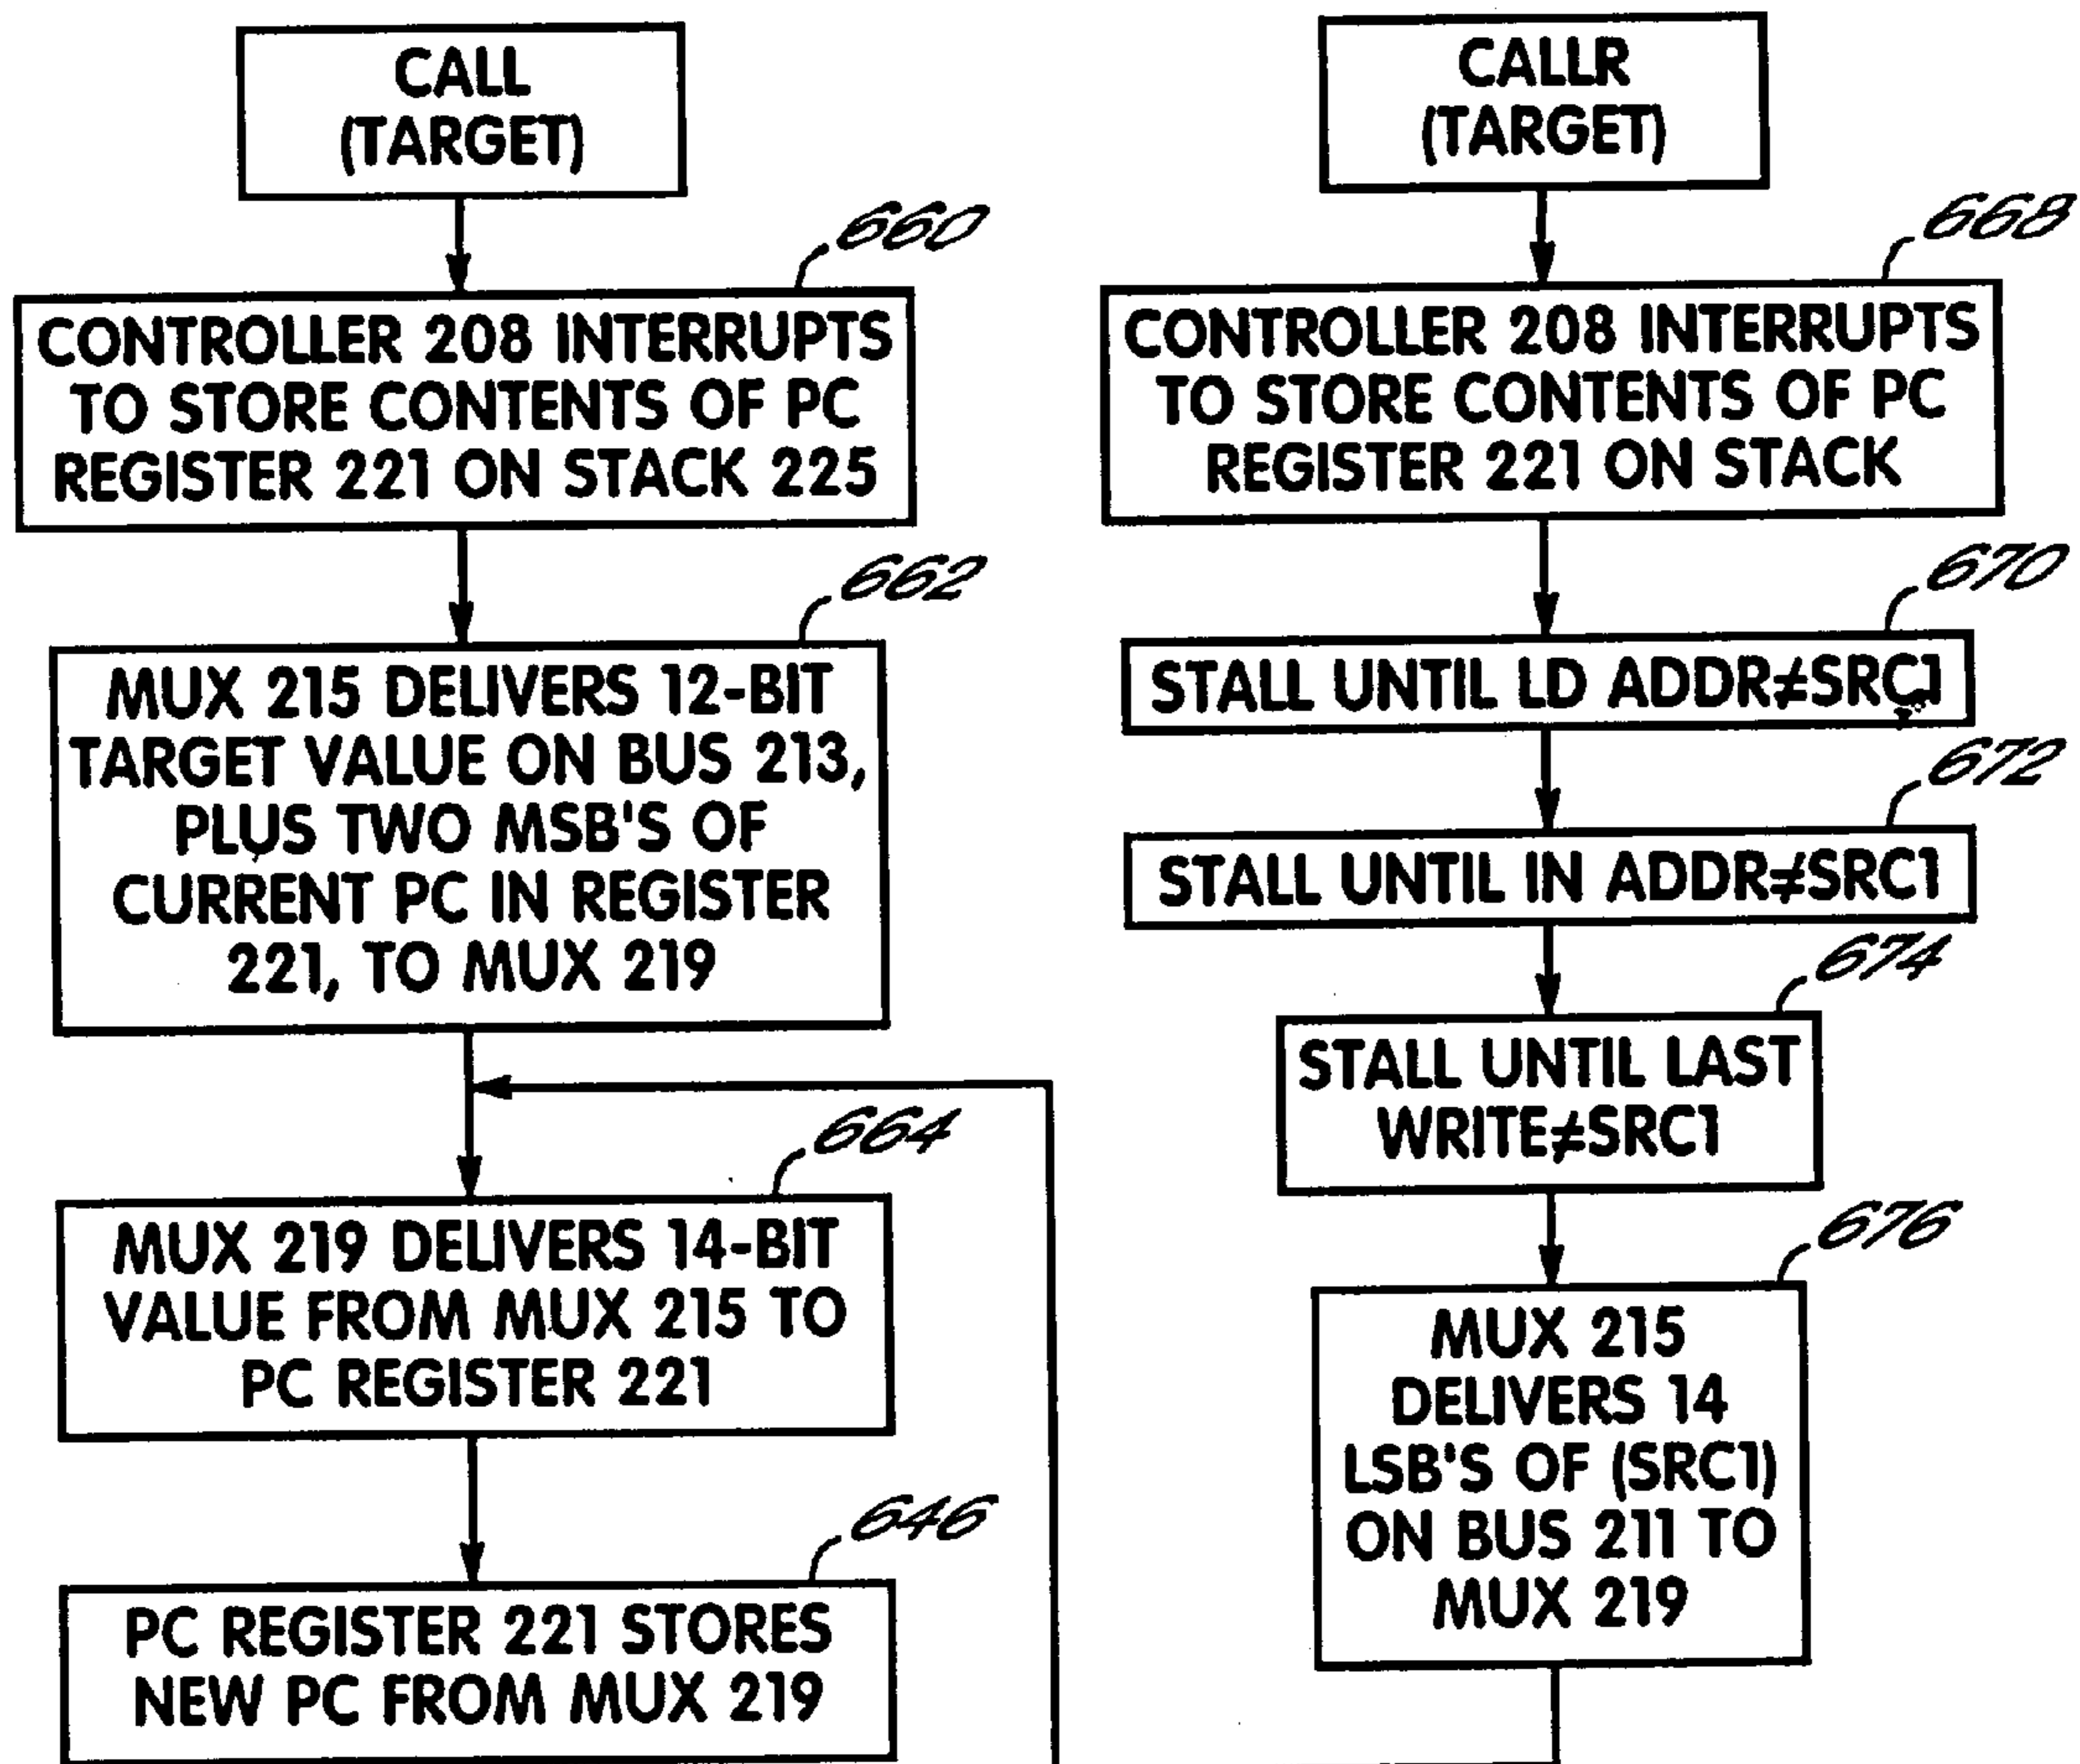 CALL
(TARGET)
660
CONTROLLER 208 INTERRUPTS
TO STORE CONTENTS OF PC
REGISTER 221 ON STACK 225
662
MUX 215 DELIVERS 12-BIT
TARGET VALUE ON BUS 213,
PLUS TWO MSB'S OF
CURRENT PC IN REGISTER
221, TO MUX 219
664
MUX 219 DELIVERS 14-BIT
VALUE FROM MUX 215 TO
PC REGISTER 221
646
PC REGISTER 221 STORES
NEW PC FROM MUX 219
CALLR
(TARGET)
668
CONTROLLER 208 INTERRUPTS
TO STORE CONTENTS OF PC
REGISTER 221 ON STACK
670
STALL UNTIL LD ADDR≠SRC1
672
STALL UNTIL IN ADDR≠SRC1
674
STALL UNTIL LAST
WRITE≠SRC1
676
MUX 215
DELIVERS 14
LSB'S OF (SRC1)
ON BUS 211 TO
MUX 219